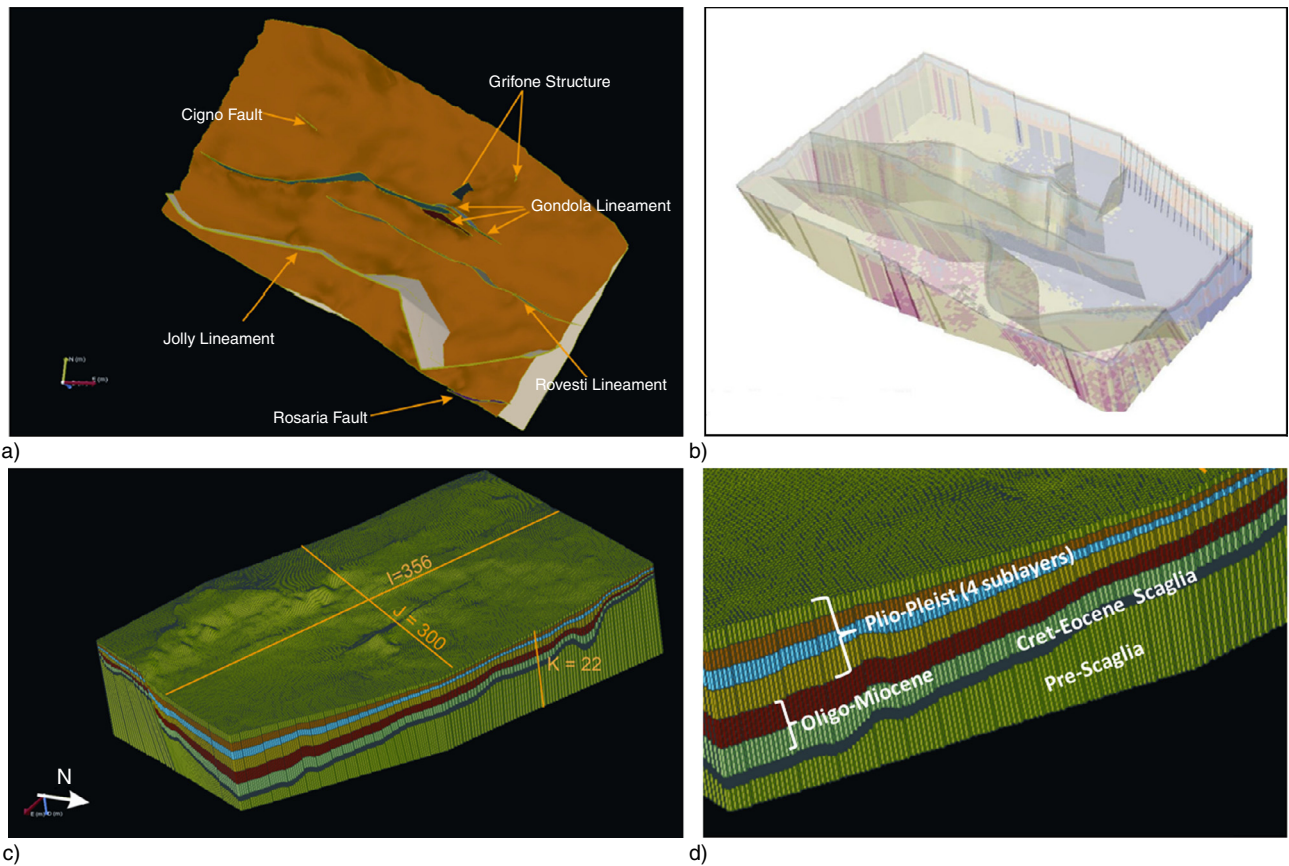 Grifone Structure
Cigno Fault
Gondola Lineament
Jolly Lineament
Rovesti Lineament
Rosaria Fault
N (m)
E (m)
a)
b)
I=356
J = 300
K = 22
N
E (m)
D (m)
c)
Plio-Pleist (4 sublayers)
Cret-Eocene Scaglia
Oligo-Miocene
Pre-Scaglia
d)